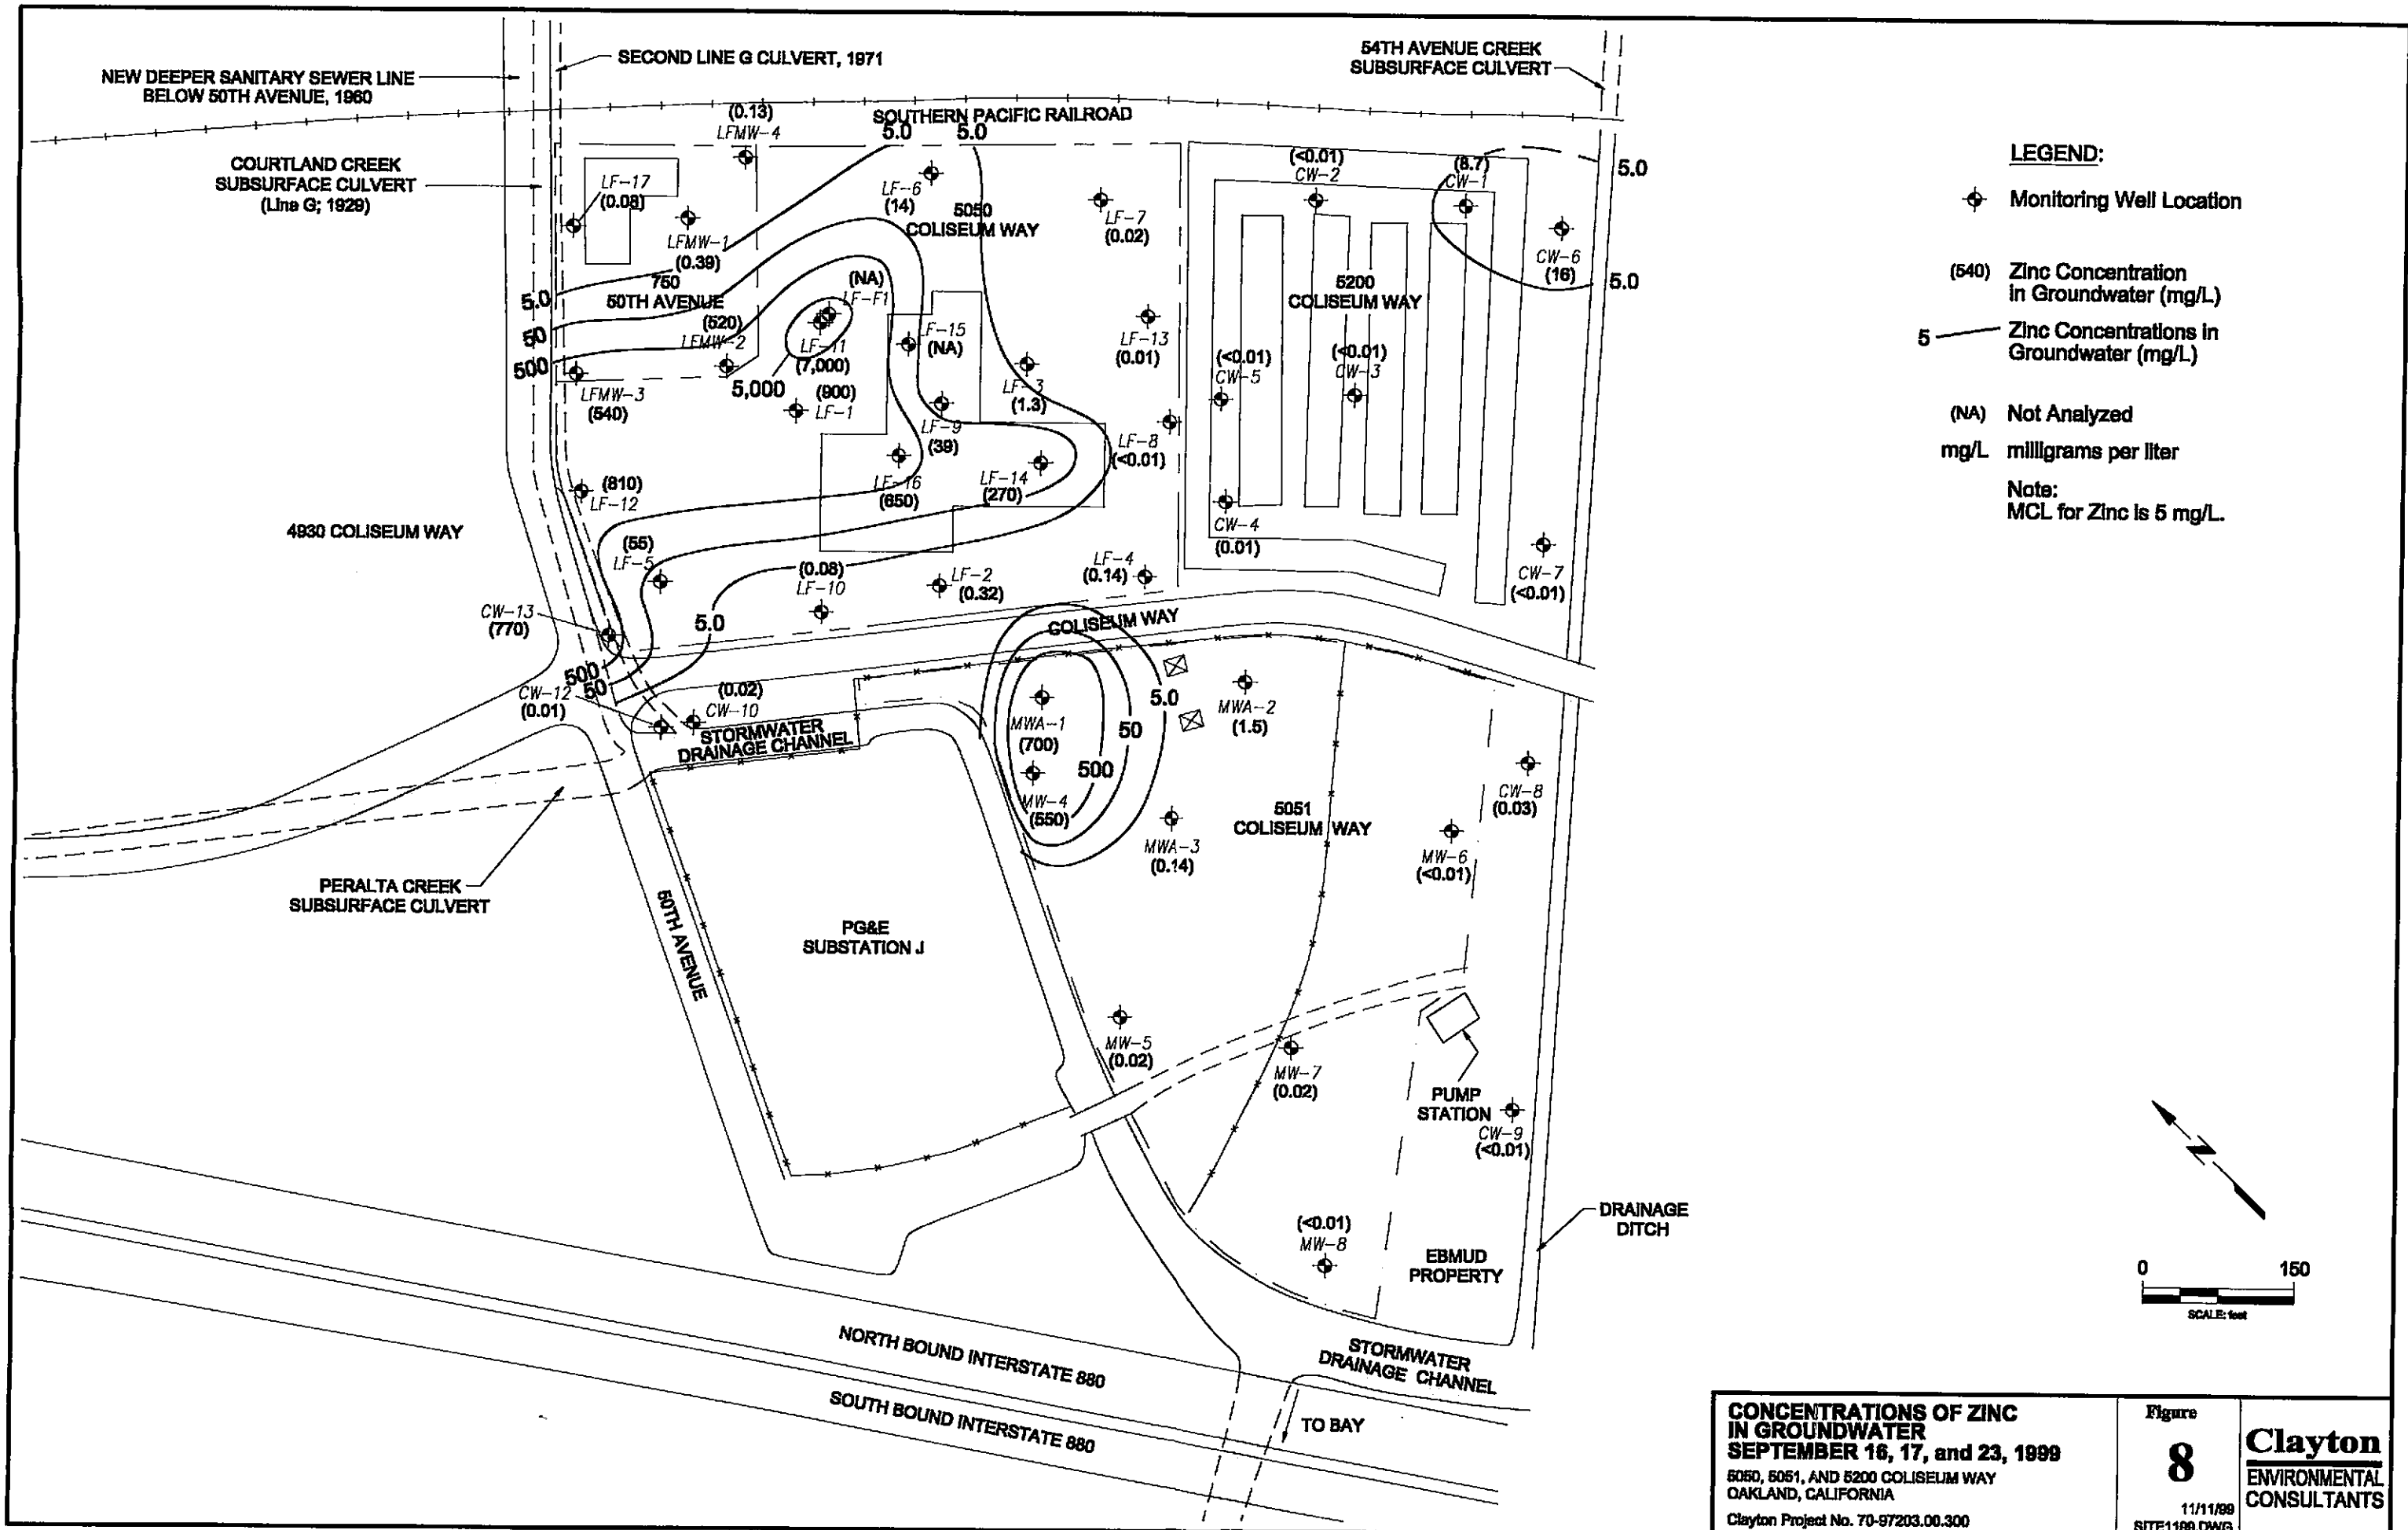 SECOND LINE G CULVERT, 1971
54TH AVENUE CREEK
SUBSURFACE CULVERT
NEW DEEPER SANITARY SEWER LINE
BELOW 50TH AVENUE, 1960
(0.13)
LFMW-4
SOUTHERN PACIFIC RAILROAD
5.0
5.0
COURTLAND CREEK
SUBSURFACE CULVERT
(Line G; 1929)
LF-17
(0.08)
LFMW-1
(0.39)
LF-6
(14)
5050
COLISEUM WAY
LF-7
(0.02)
(<0.01)
CW-2
(8.7)
CW-1
5.0
CW-6
(16)
5.0
750
50TH AVENUE
5.0
50
500
(520)
LFMW-2
(NA)
LF-F1
LF-11
(7,000)
5,000
(900)
LF-1
LF-15
(NA)
LFMW-3
(540)
LF-3
(1.3)
LF-13
(0.01)
5200
COLISEUM WAY
(<0.01)
CW-5
(<0.01)
CW-3
LF-9
(39)
LF-8
(<0.01)
(810)
LF-12
LF-16
(650)
LF-14
(270)
CW-4
(0.01)
4930 COLISEUM WAY
(55)
LF-5
(0.08)
LF-10
LF-2
(0.32)
LF-4
(0.14)
CW-7
(<0.01)
CW-13
(770)
5.0
COLISEUM WAY
500
50
CW-12
(0.01)
(0.02)
CW-10
STORMWATER
DRAINAGE CHANNEL
MWA-1
(700)
5.0
50
500
MWA-2
(1.5)
MW-4
(550)
MWA-3
(0.14)
5051
COLISEUM WAY
CW-8
(0.03)
MW-6
(<0.01)
PERALTA CREEK
SUBSURFACE CULVERT
50TH AVENUE
PG&E
SUBSTATION J
MW-5
(0.02)
MW-7
(0.02)
PUMP
STATION
CW-9
(<0.01)
DRAINAGE
DITCH
(<0.01)
MW-8
EBMUD
PROPERTY
NORTH BOUND INTERSTATE 880
SOUTH BOUND INTERSTATE 880
STORMWATER
DRAINAGE CHANNEL
TO BAY
LEGEND:
Monitoring Well Location
(540) Zinc Concentration
in Groundwater (mg/L)
5 Zinc Concentrations in
Groundwater (mg/L)
(NA) Not Analyzed
mg/L milligrams per liter
Note:
MCL for Zinc is 5 mg/L.
N
0 150
SCALE: feet
CONCENTRATIONS OF ZINC
IN GROUNDWATER
SEPTEMBER 16, 17, and 23, 1999
5050, 5051, AND 5200 COLISEUM WAY
OAKLAND, CALIFORNIA
Clayton Project No. 70-97203.00.300
Figure
8
11/11/99
SITE1199.DWG
Clayton
ENVIRONMENTAL
CONSULTANTS